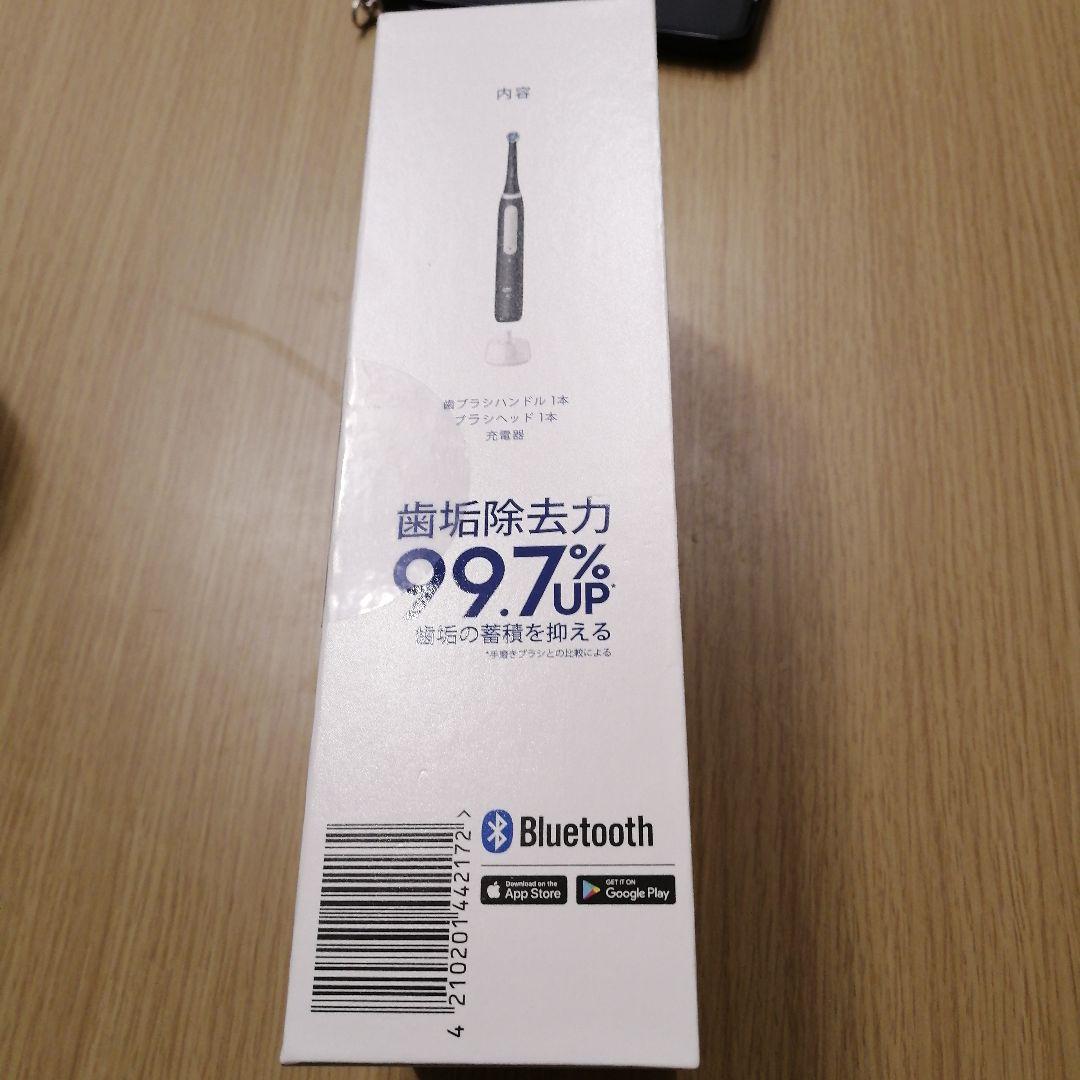 内容
歯ブラシハンドル 1本
ブラシヘッド 1本
充電器
歯垢除去力
99.7%UP*
歯垢の蓄積を抑える
*手磨きブラシとの比較による
Bluetooth
Download on the
App Store
GET IT ON
Google Play
4 210201 442172 >